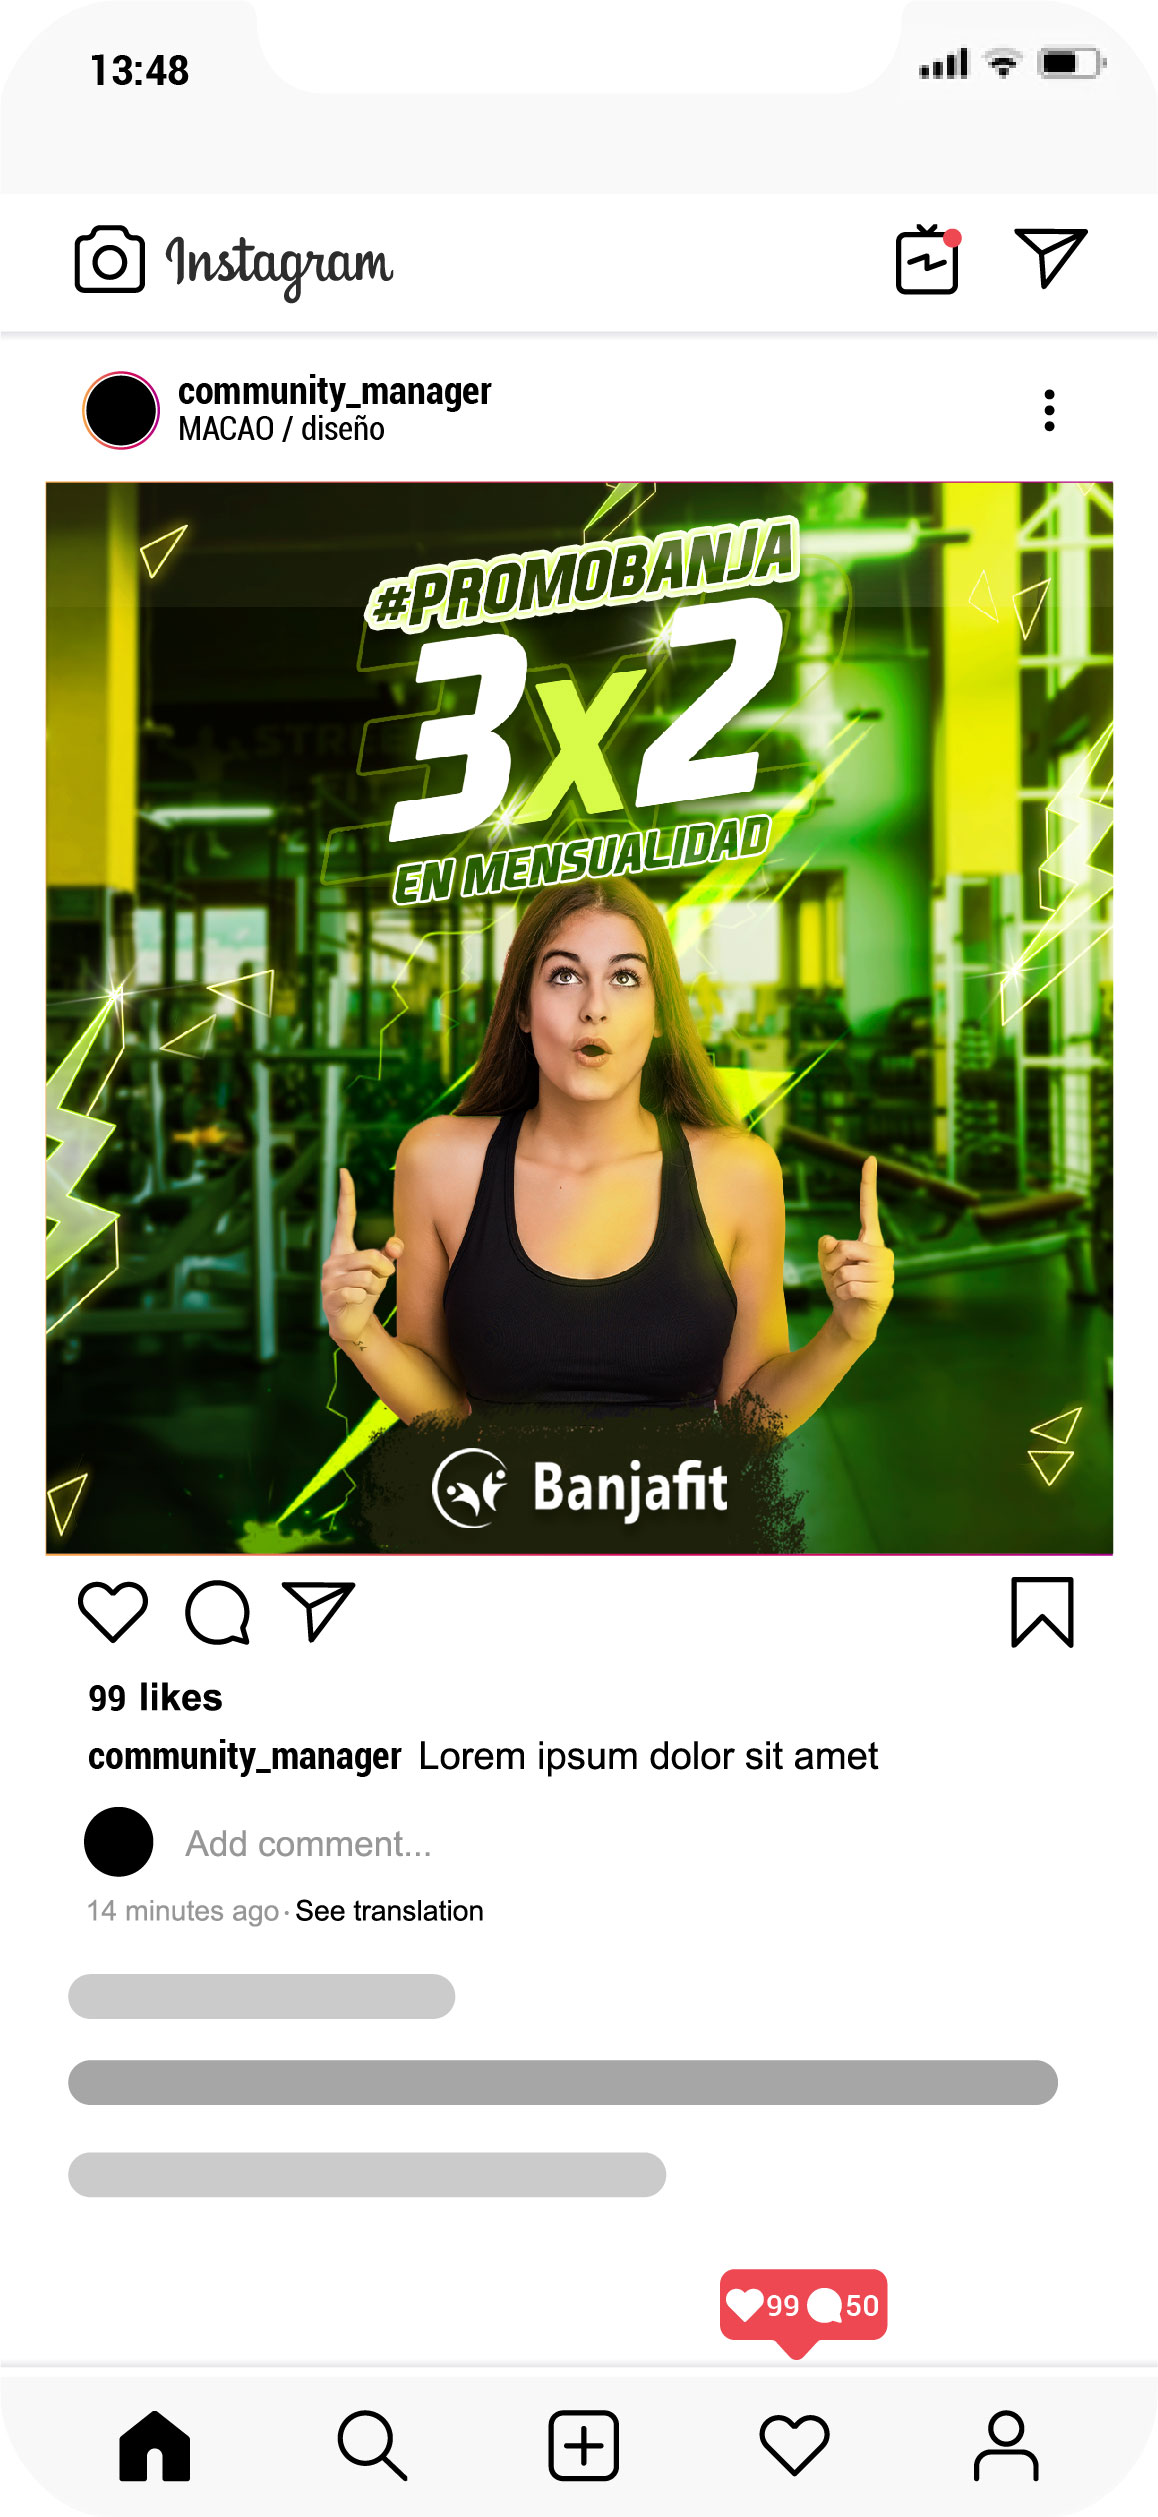 13:48
Instagram
community_manager
MACAO / diseño
#PROMOBANJA
3x2
EN MENSUALIDAD
Banjafit
99 likes
community_manager Lorem ipsum dolor sit amet
Add comment...
14 minutes ago · See translation
99 50